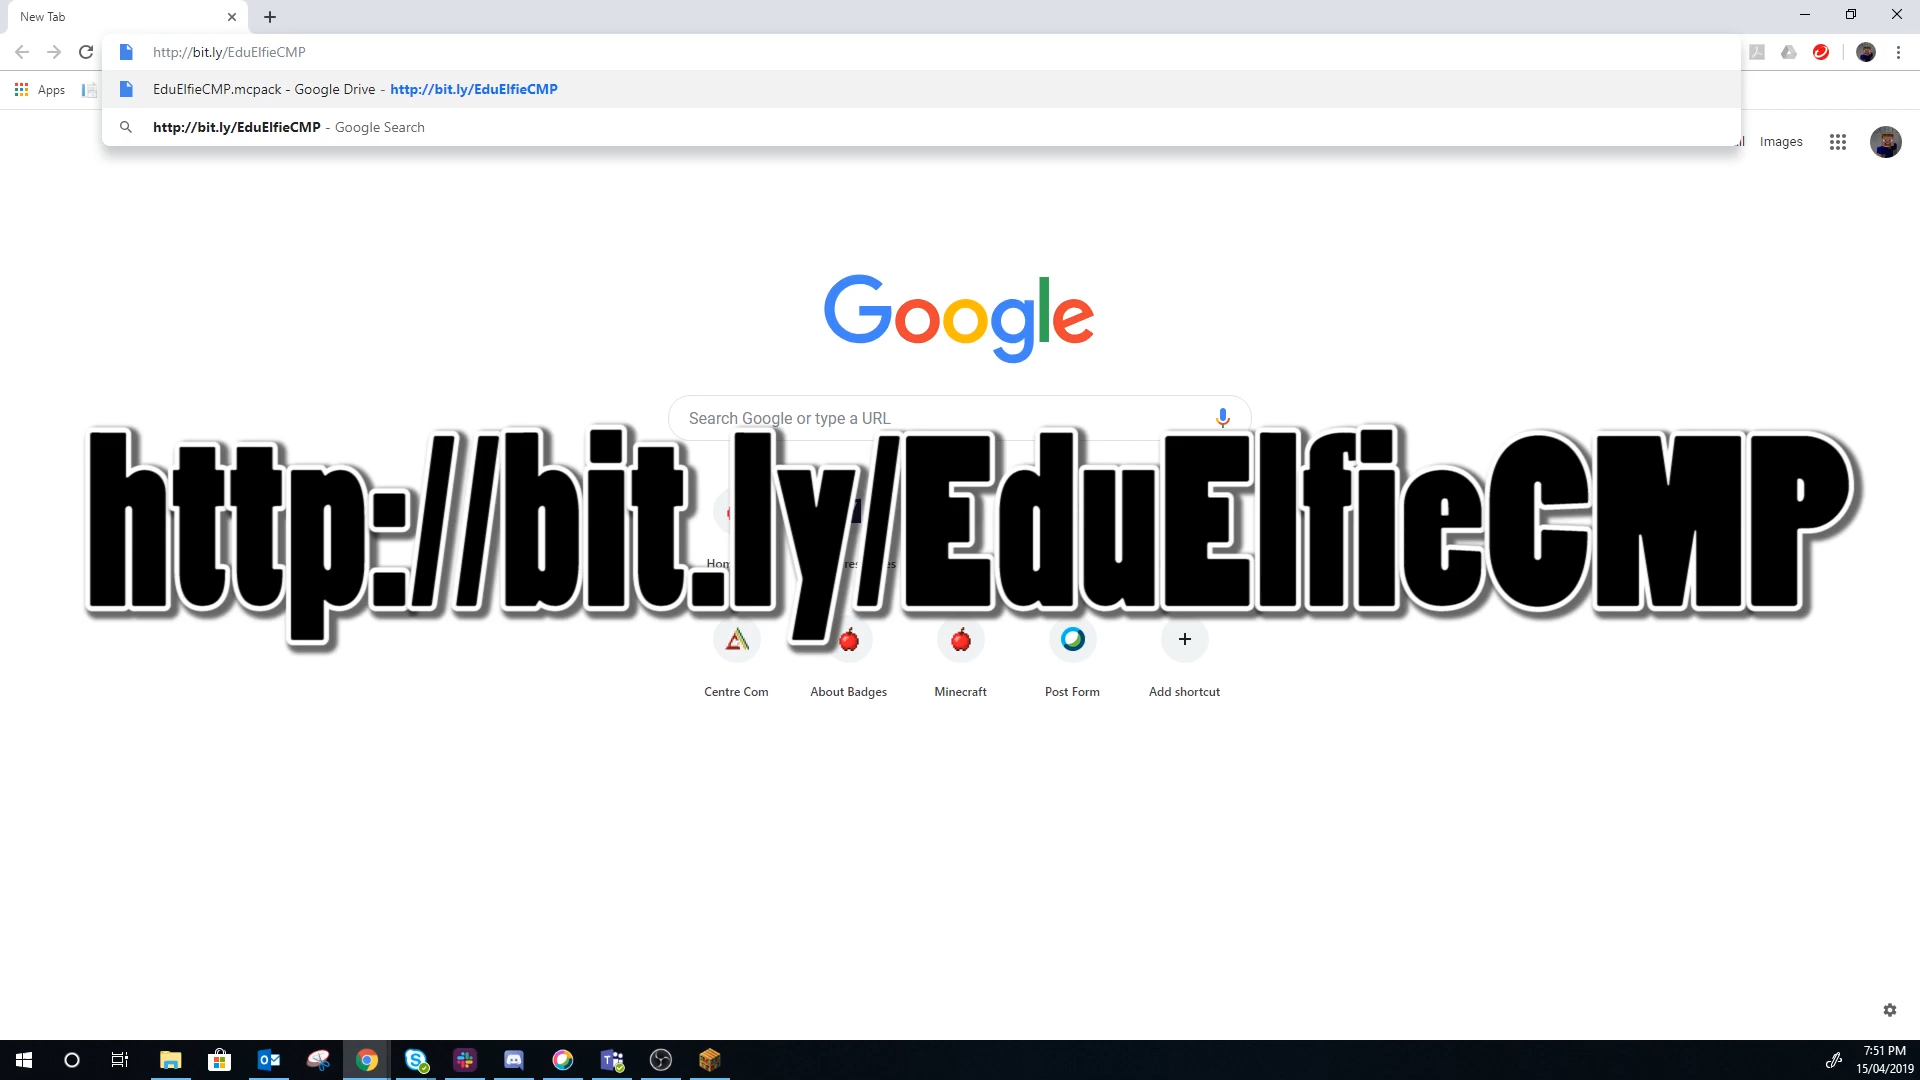 New Tab
http://bit.ly/EduElfieCMP
EduElfieCMP.mcpack - Google Drive - http://bit.ly/EduElfieCMP
http://bit.ly/EduElfieCMP - Google Search
Apps
Images
Google
Search Google or type a URL
http://bit.ly/EduElfieCMP
Centre Com
About Badges
Minecraft
Post Form
Add shortcut
7:51 PM
15/04/2019